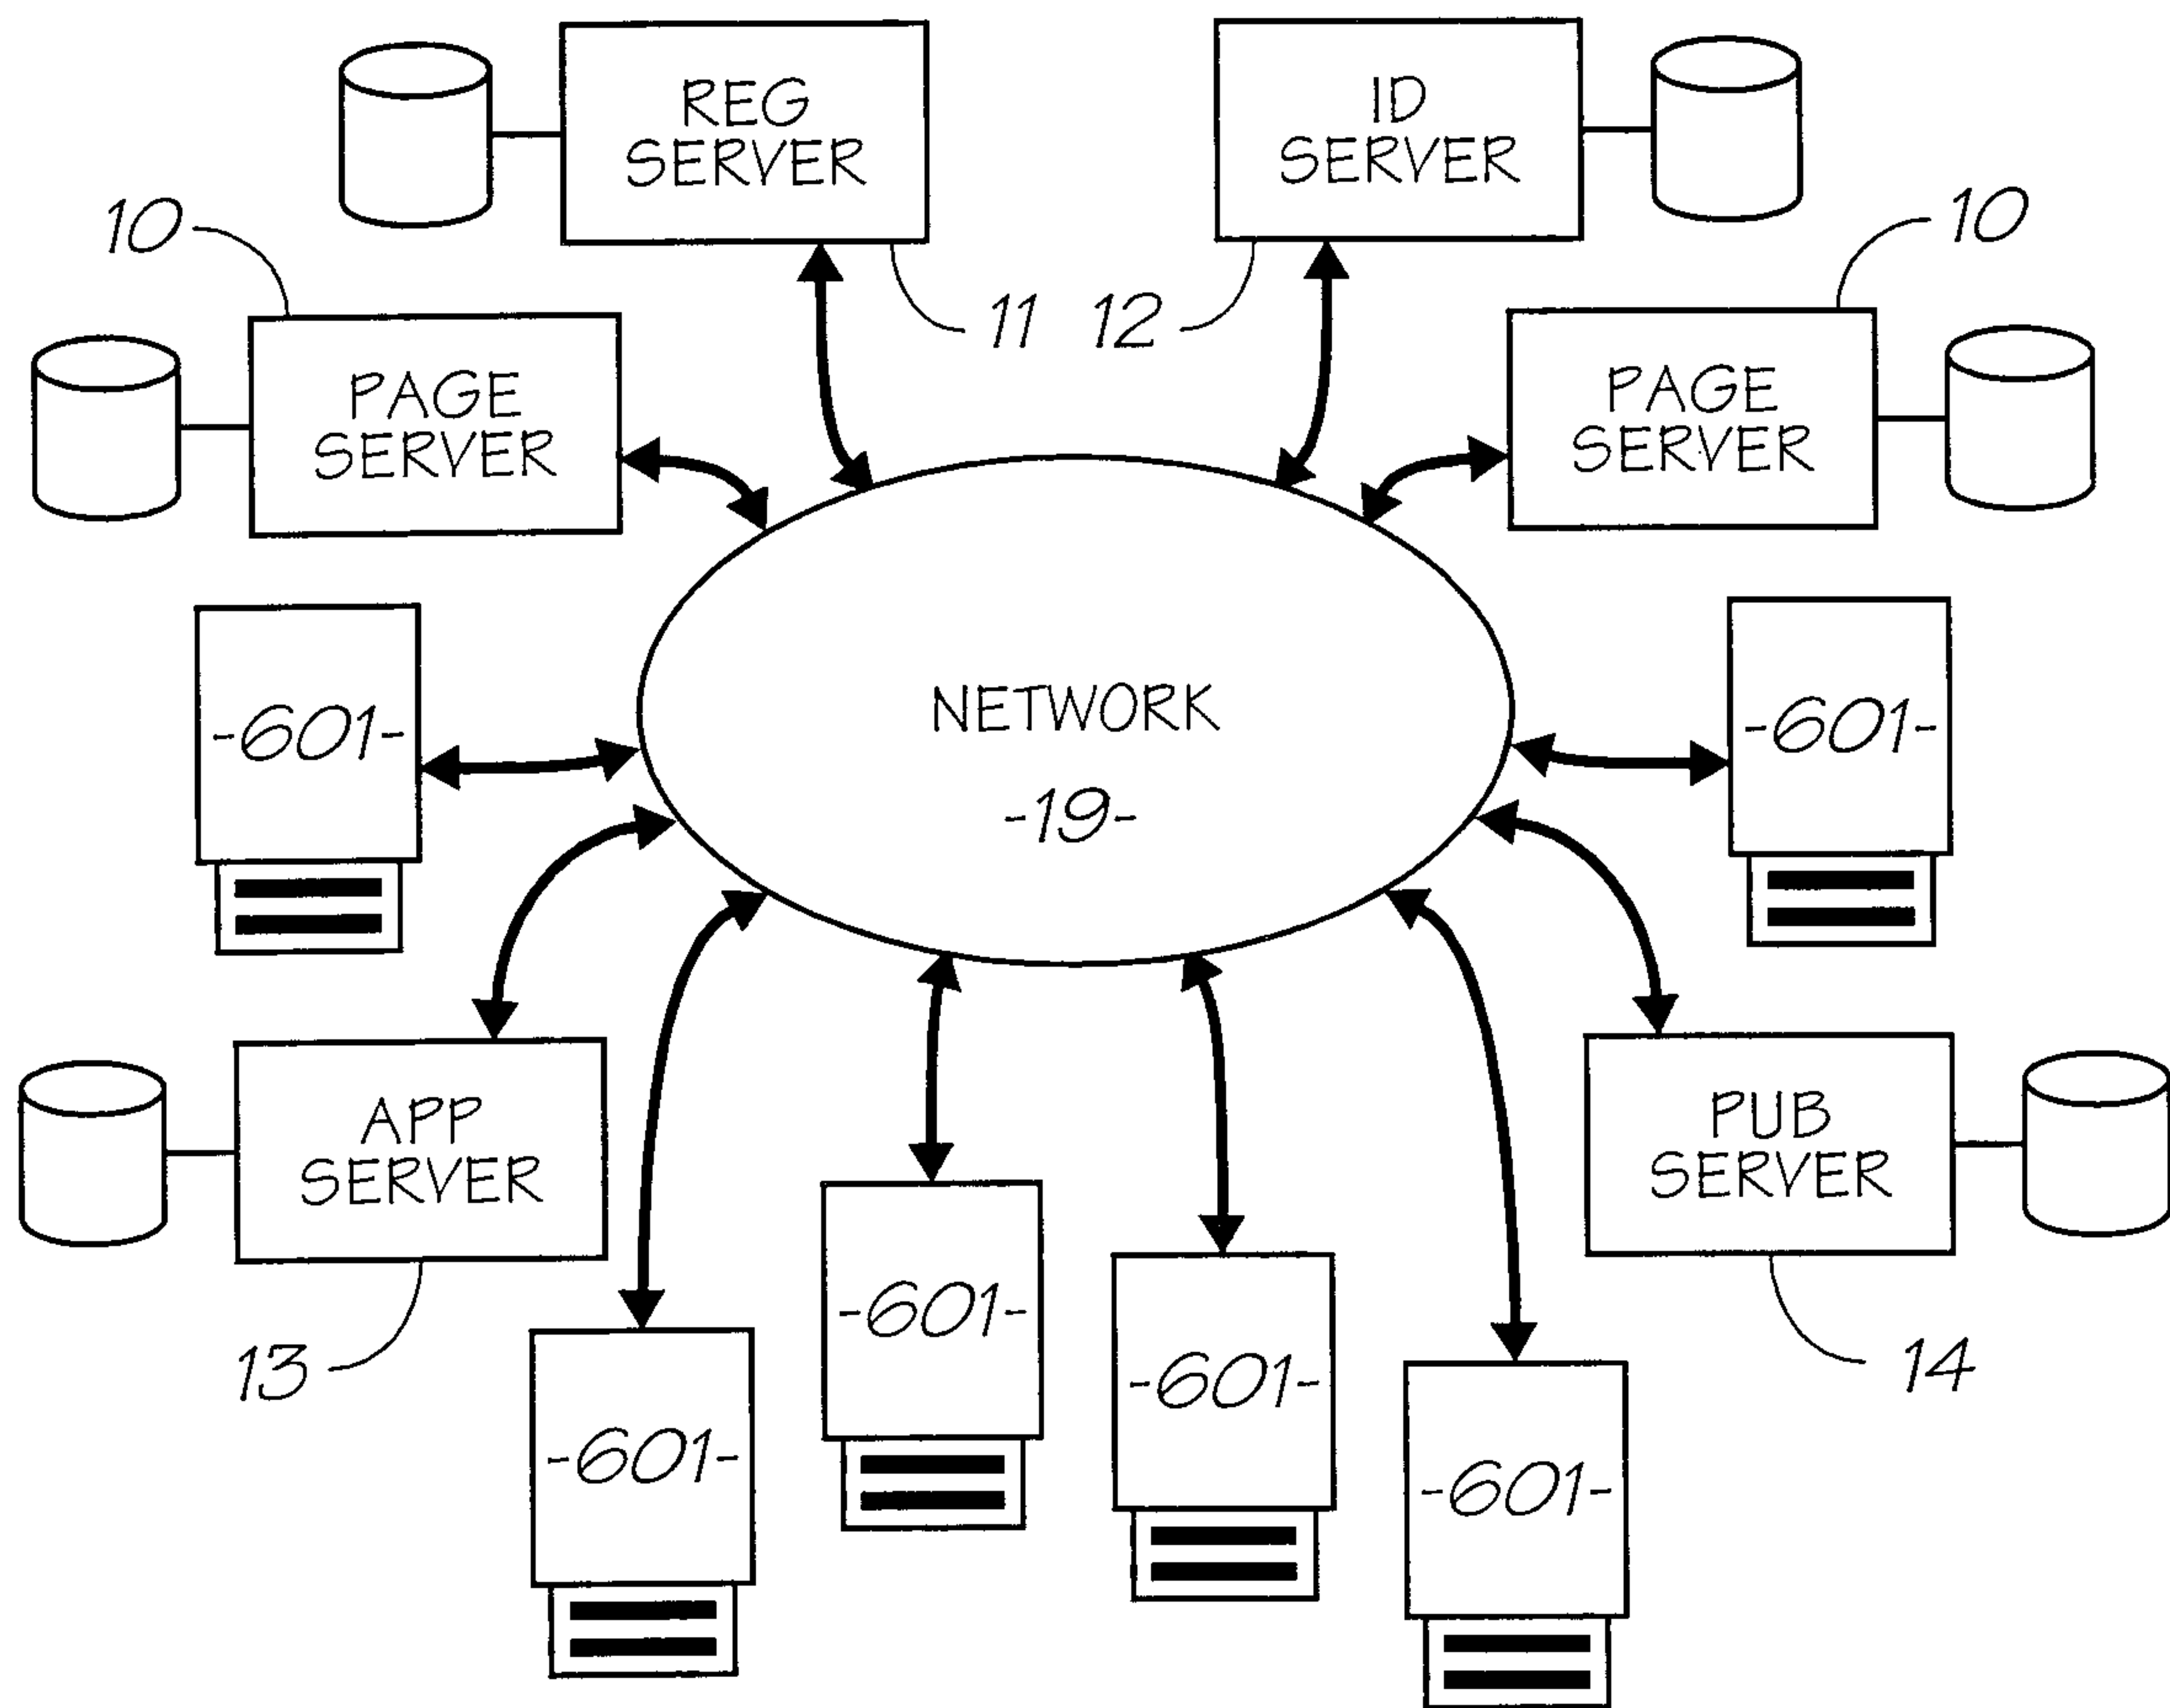 REG
SERVER
ID
SERVER
10
10
11
12
PAGE
SERVER
PAGE
SERVER
-601-
NETWORK
-19-
-601-
APP
SERVER
PUB
SERVER
13
-601-
-601-
-601-
-601-
14